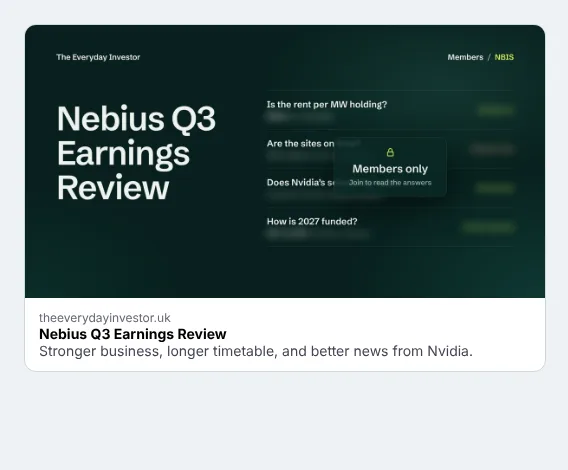 The Everyday Investor
Members / NBIS
Nebius Q3
Earnings
Review
Is the rent per MW holding?
Are the sites on
Does Nvidia's
How is 2027 funded?
Members only
Join to read the answers
theeverydayinvestor.uk
Nebius Q3 Earnings Review
Stronger business, longer timetable, and better news from Nvidia.